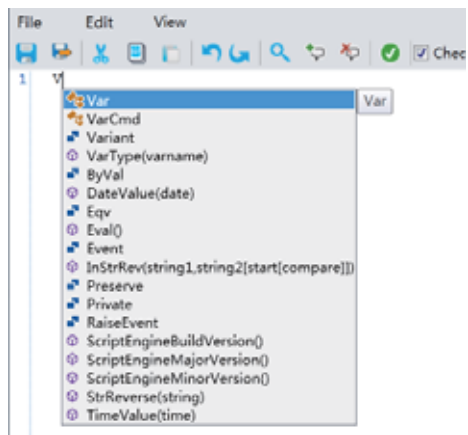 File Edit View
Chec
1 V
Var Var
VarCmd
Variant
VarType(varname)
ByVal
DateValue(date)
Eqv
Eval()
Event
InStrRev(string1,string2[start[compare]])
Preserve
Private
RaiseEvent
ScriptEngineBuildVersion()
ScriptEngineMajorVersion()
ScriptEngineMinorVersion()
StrReverse(string)
TimeValue(time)